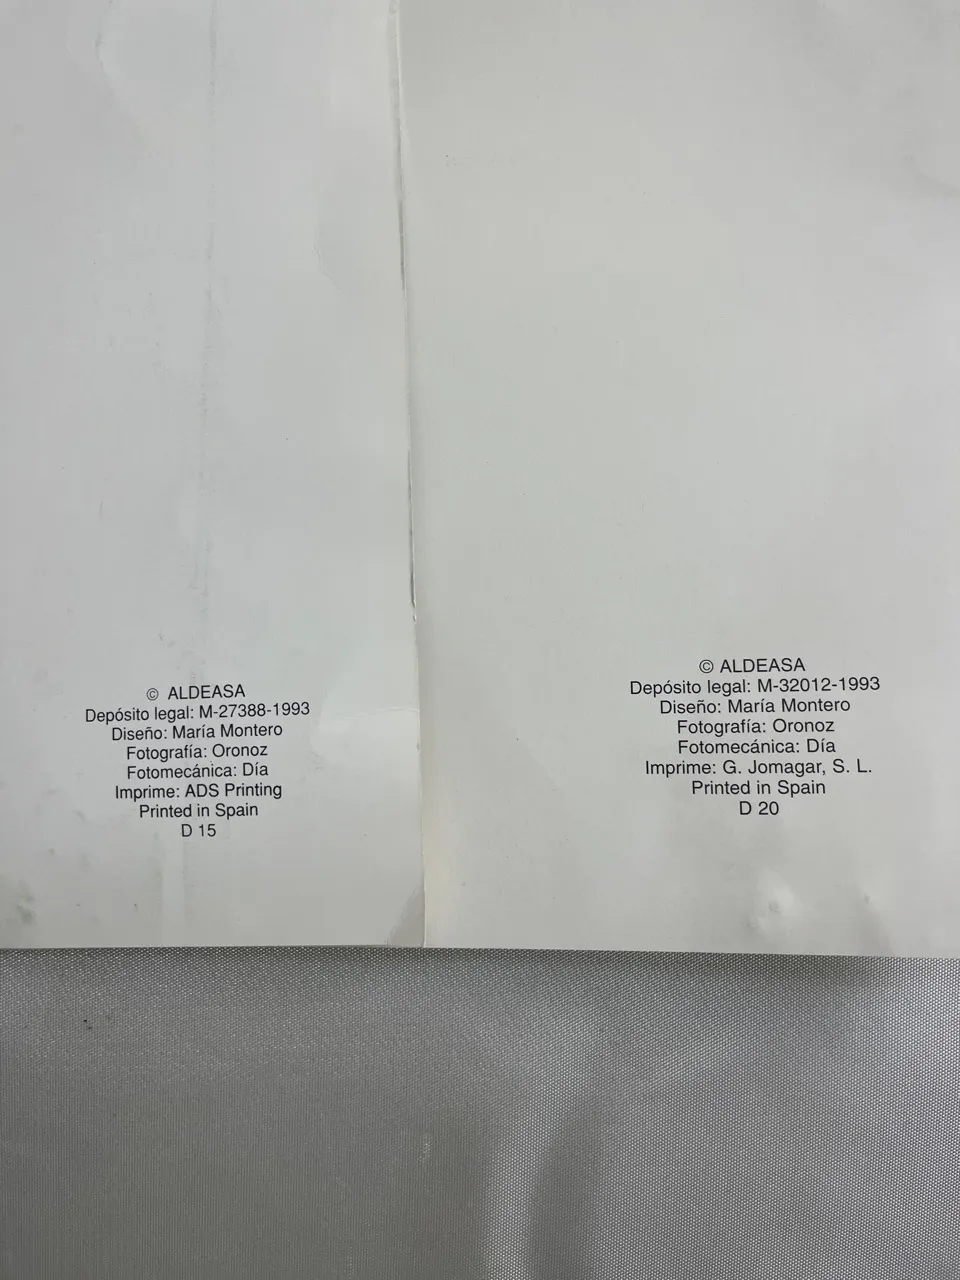 © ALDEASA
Depósito legal: M-27388-1993
Diseño: María Montero
Fotografía: Oronoz
Fotomecánica: Día
Imprime: ADS Printing
Printed in Spain
D 15
© ALDEASA
Depósito legal: M-32012-1993
Diseño: María Montero
Fotografía: Oronoz
Fotomecánica: Día
Imprime: G. Jomagar, S. L.
Printed in Spain
D 20